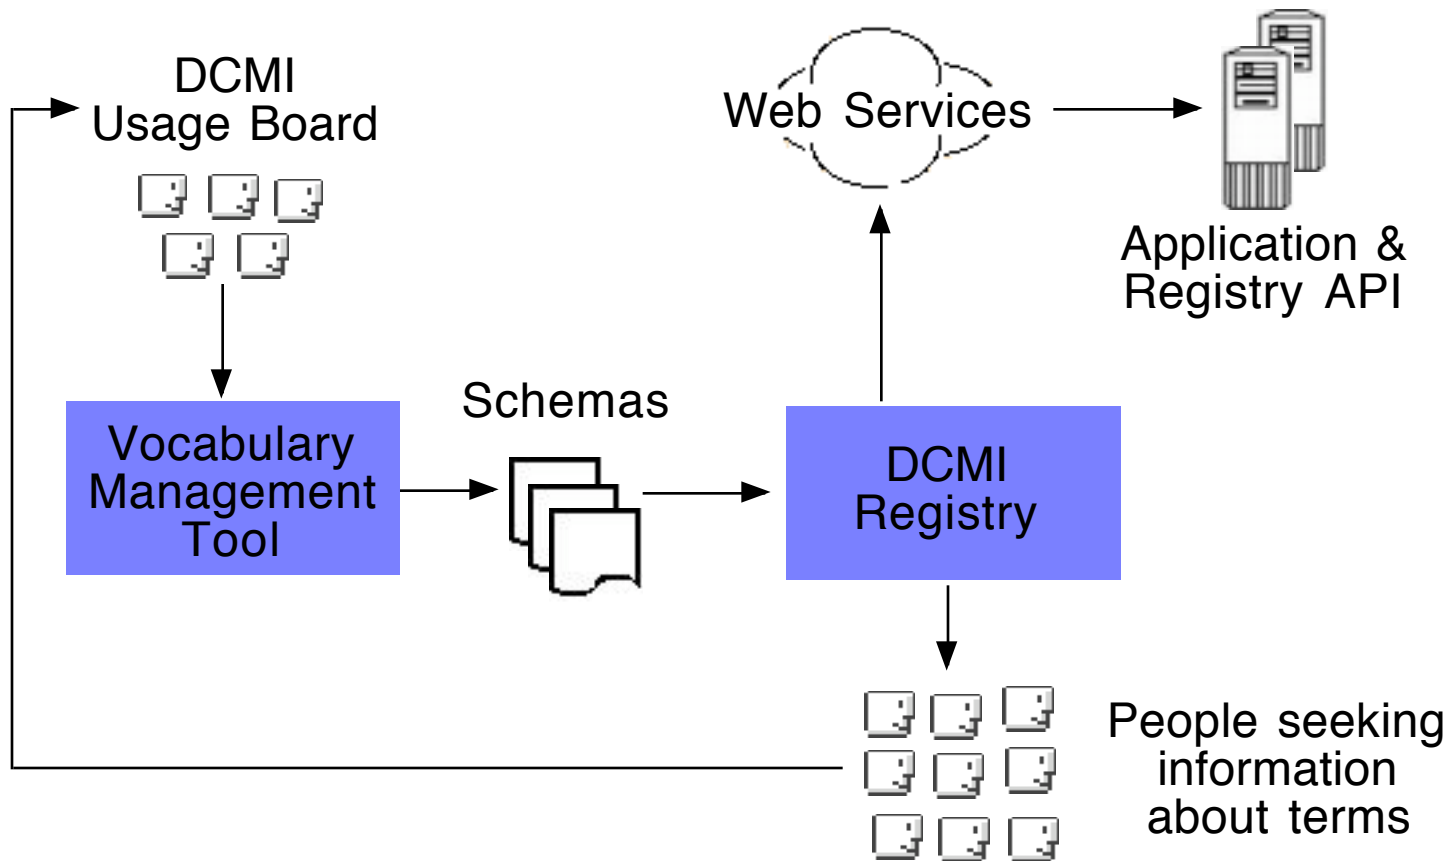 DCMI
Usage Board
Web Services
Application &
Registry API
Schemas
Vocabulary
Management
Tool
DCMI
Registry
People seeking
information
about terms